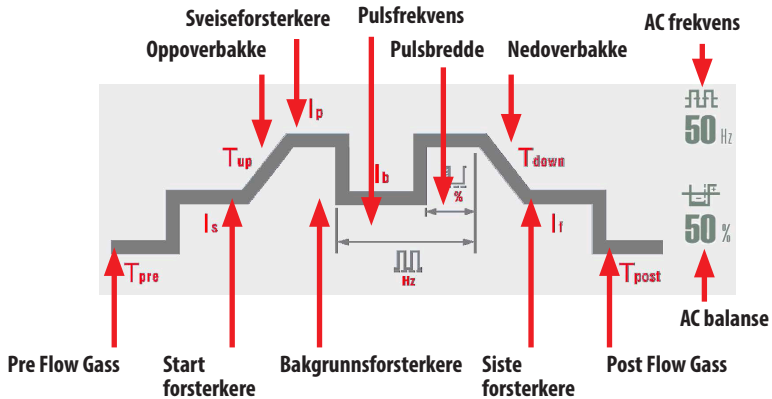 Sveiseforsterkere
Pulsfrekvens
AC frekvens
Oppoverbakke
Pulsbredde
Nedoverbakke
Ip
50 Hz
Tup
Ib
Tdown
%
Is
If
50 %
Hz
Tpre
Tpost
AC balanse
Pre Flow Gass
Start
forsterkere
Bakgrunnsforsterkere
Siste
forsterkere
Post Flow Gass